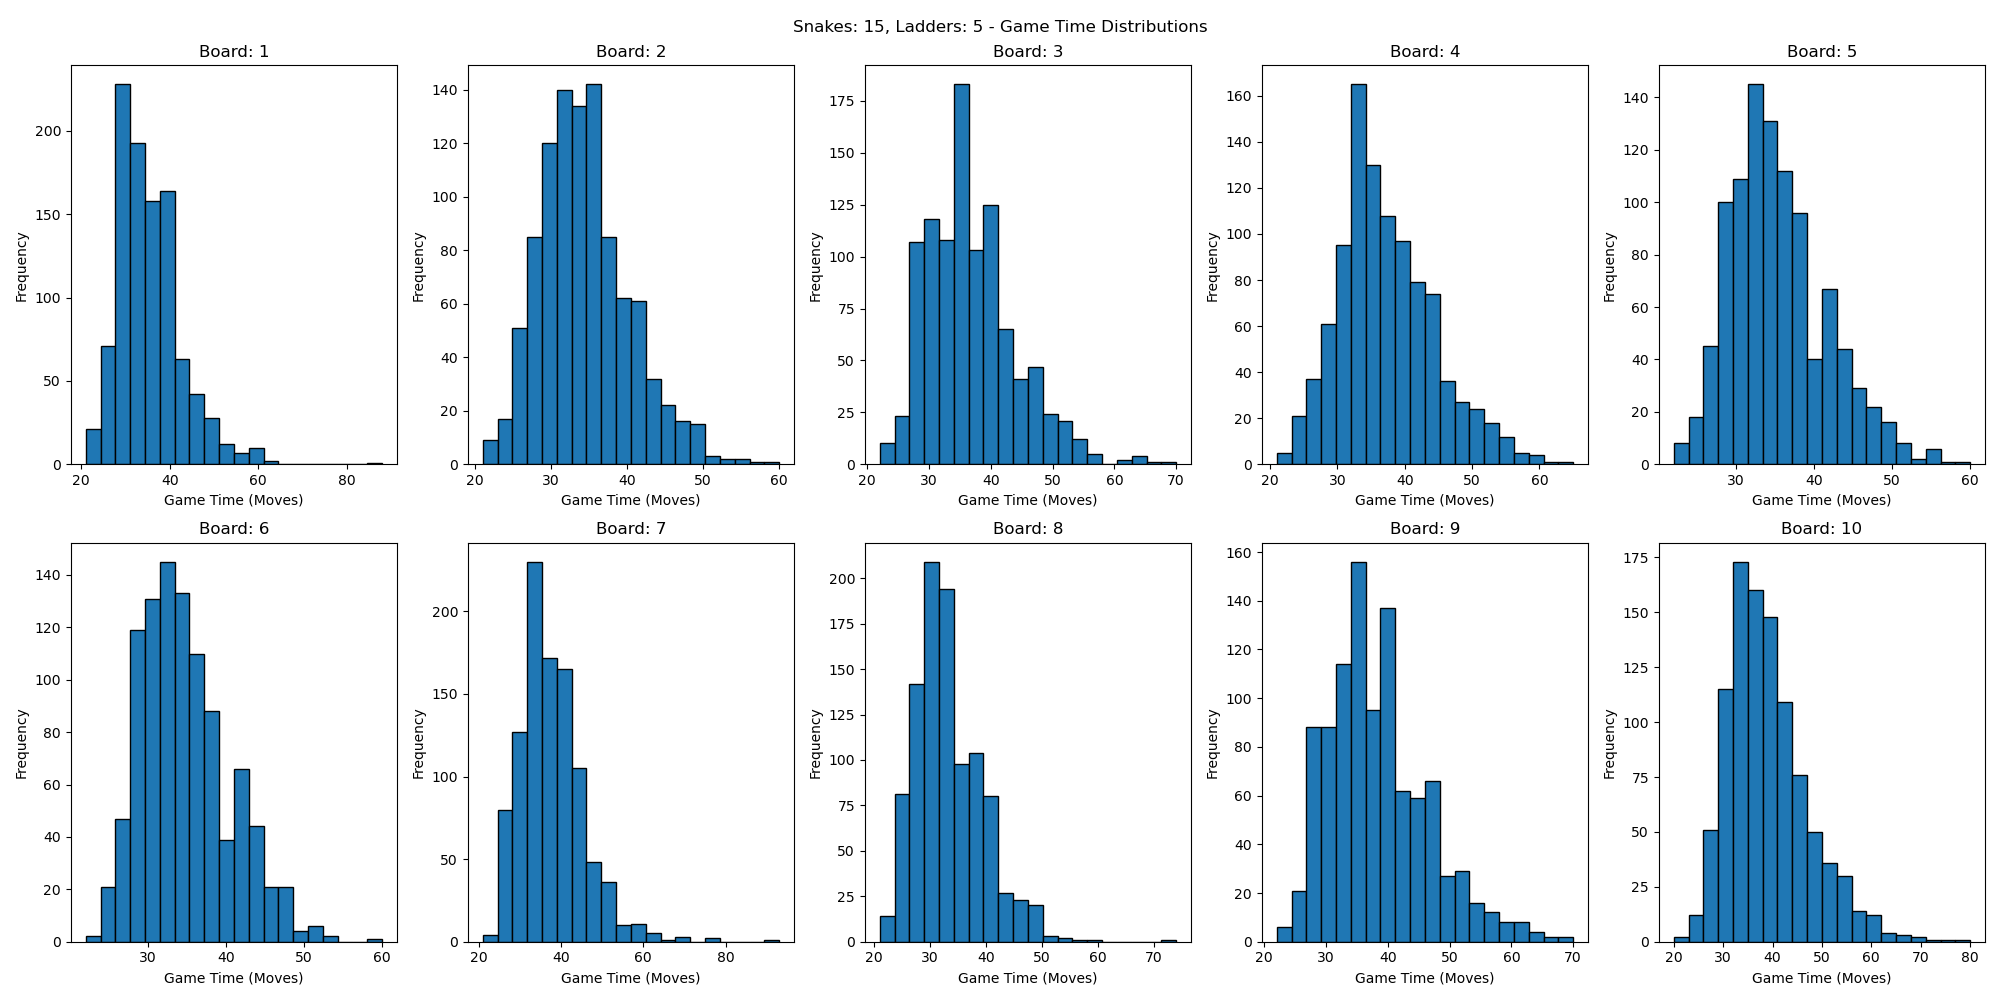 Snakes: 15, Ladders: 5 - Game Time Distributions
Board: 1
Frequency
200
150
100
50
0
20 40 60 80
Game Time (Moves)
Board: 2
Frequency
140
120
100
80
60
40
20
0
20 30 40 50 60
Game Time (Moves)
Board: 3
Frequency
175
150
125
100
75
50
25
0
20 30 40 50 60 70
Game Time (Moves)
Board: 4
Frequency
160
140
120
100
80
60
40
20
0
20 30 40 50 60
Game Time (Moves)
Board: 5
Frequency
140
120
100
80
60
40
20
0
30 40 50 60
Game Time (Moves)
Board: 6
Frequency
140
120
100
80
60
40
20
0
30 40 50 60
Game Time (Moves)
Board: 7
Frequency
200
150
100
50
0
20 30 40 50 60 70 80 90
Game Time (Moves)
Board: 8
Frequency
200
175
150
125
100
75
50
25
0
20 30 40 50 60 70
Game Time (Moves)
Board: 9
Frequency
160
140
120
100
80
60
40
20
0
20 30 40 50 60 70
Game Time (Moves)
Board: 10
Frequency
175
150
125
100
75
50
25
0
20 30 40 50 60 70 80
Game Time (Moves)